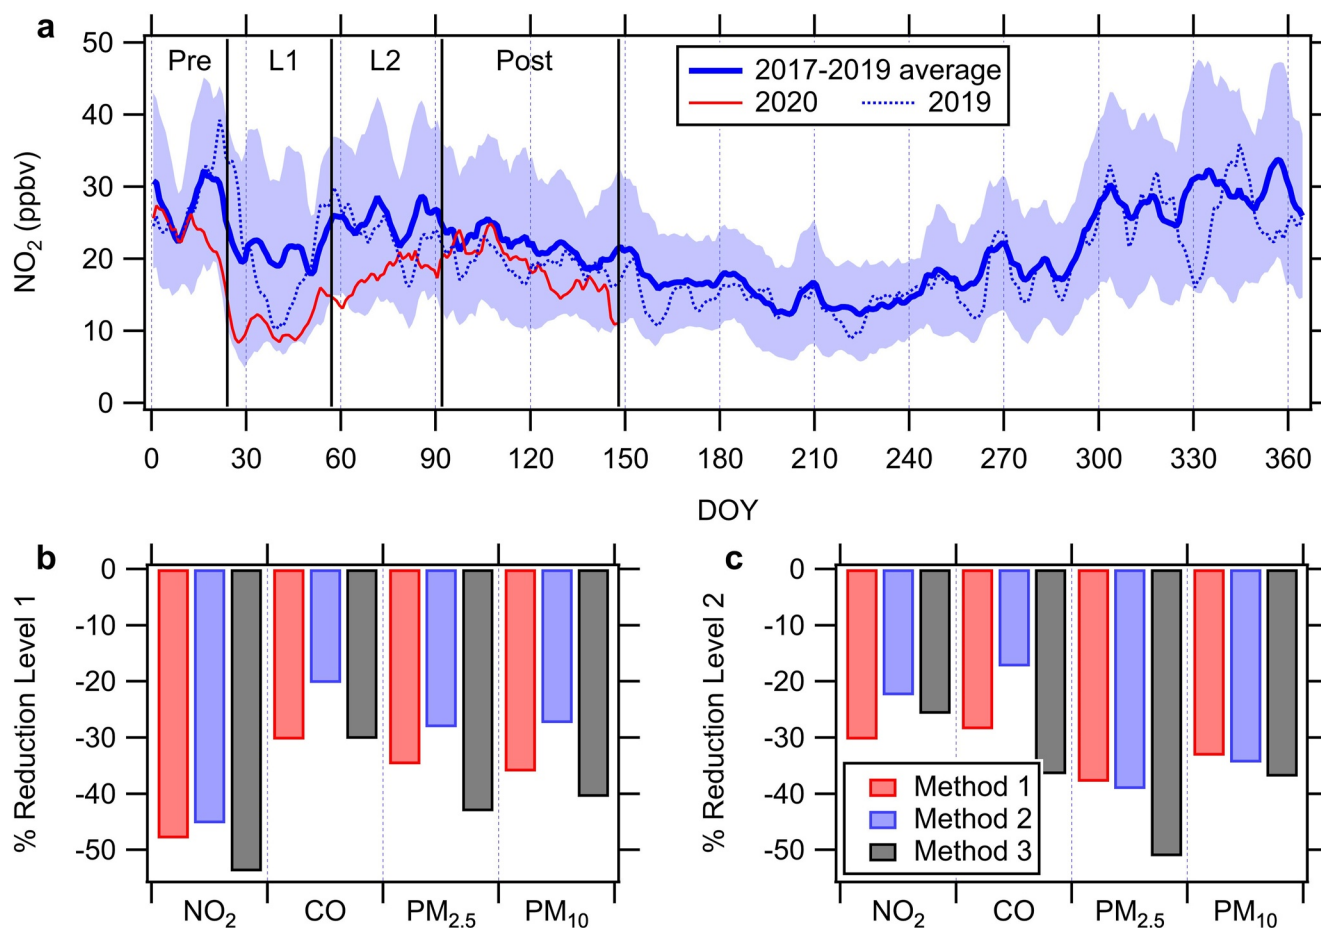 a
Pre L1 L2 Post
2017-2019 average
2020 2019
NO₂ (ppbv)
50
40
30
20
10
0
0 30 60 90 120 150 180 210 240 270 300 330 360
DOY
b
% Reduction Level 1
0
-10
-20
-30
-40
-50
NO₂ CO PM₂.₅ PM₁₀
c
% Reduction Level 2
0
-10
-20
-30
-40
-50
Method 1
Method 2
Method 3
NO₂ CO PM₂.₅ PM₁₀